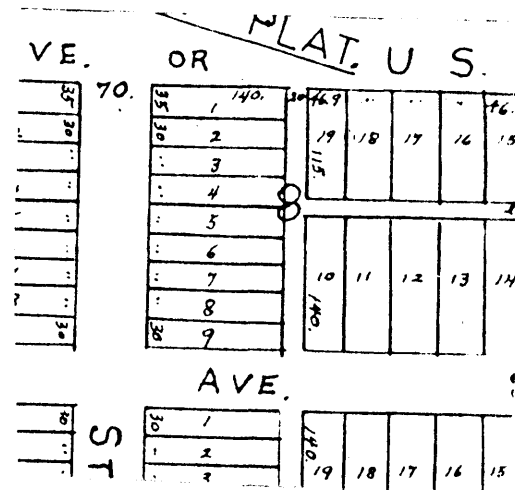 PLAT.
VE. OR U S.
35 70. 35 1 140. 20 46.9 " " " 46.
30 30 2 19 18 17 16 15
3 115.
4
8
5
6
7 10 11 12 13 14
8 140.
30 30 9
AVE.
30 30 1 140.
ST 2
3 19 18 17 16 15